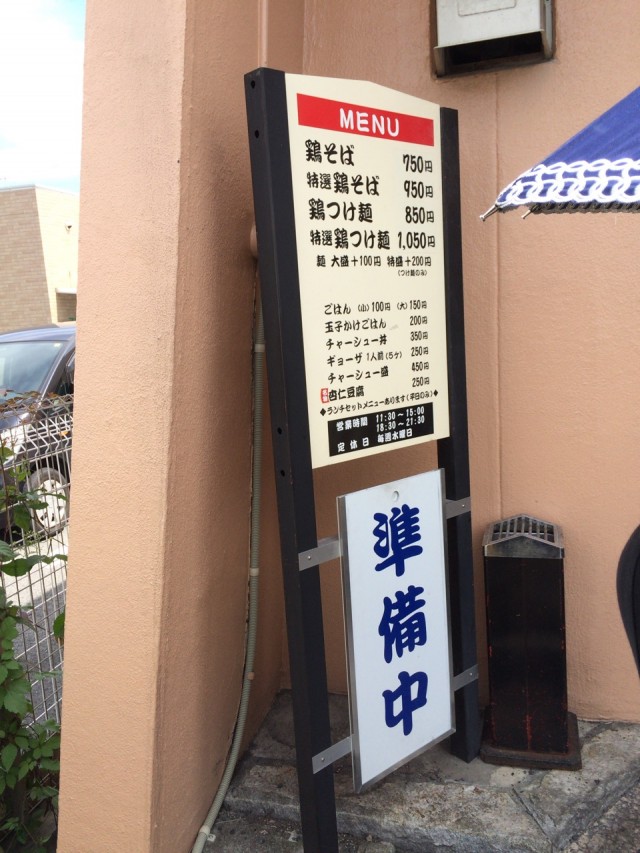 MENU
鶏そば 750円
特選 鶏そば 950円
鶏つけ麺 850円
特選 鶏つけ麺 1,050円
麺 大盛+100円 特盛+200円
(つけ麺のみ)
ごはん (小)100円 (大)150円
玉子かけごはん 200円
チャーシュー丼 350円
ギョーザ 1人前(5ケ) 250円
チャーシュー盛 450円
杏仁豆腐 250円
◆ランチセットメニューあります(平日のみ)◆
営業時間 11:30～15:00
18:30～21:30
定休日 毎週水曜日
準備中